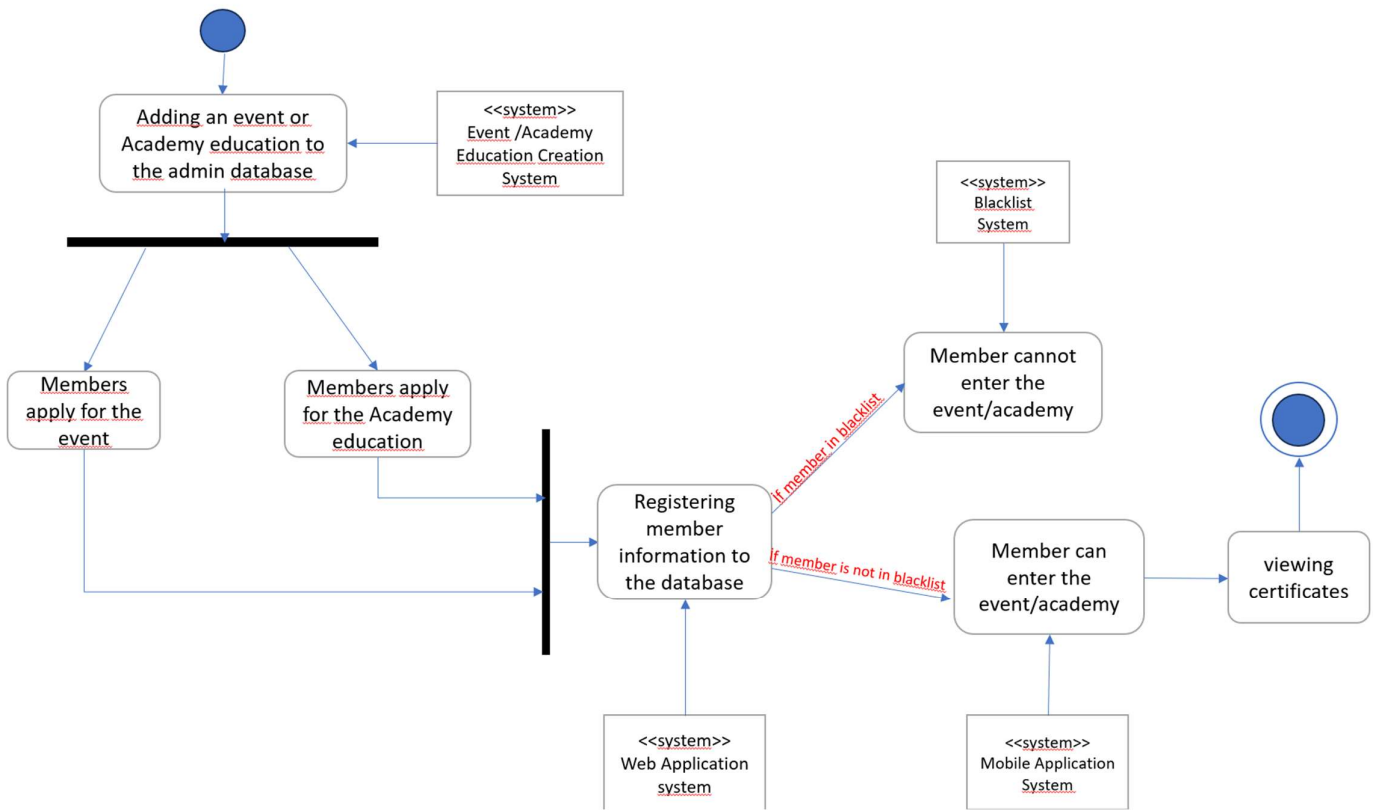 Adding an event or
Academy education to
the admin database
<<system>>
Event /Academy
Education Creation
System
<<system>>
Blacklist
System
Members
apply for the
event
Members apply
for the Academy
education
Member cannot
enter the
event/academy
İf member in blacklist
Registering
member
information to
the database
İf member is not in blacklist
Member can
enter the
event/academy
viewing
certificates
<<system>>
Web Application
system
<<system>>
Mobile Application
System